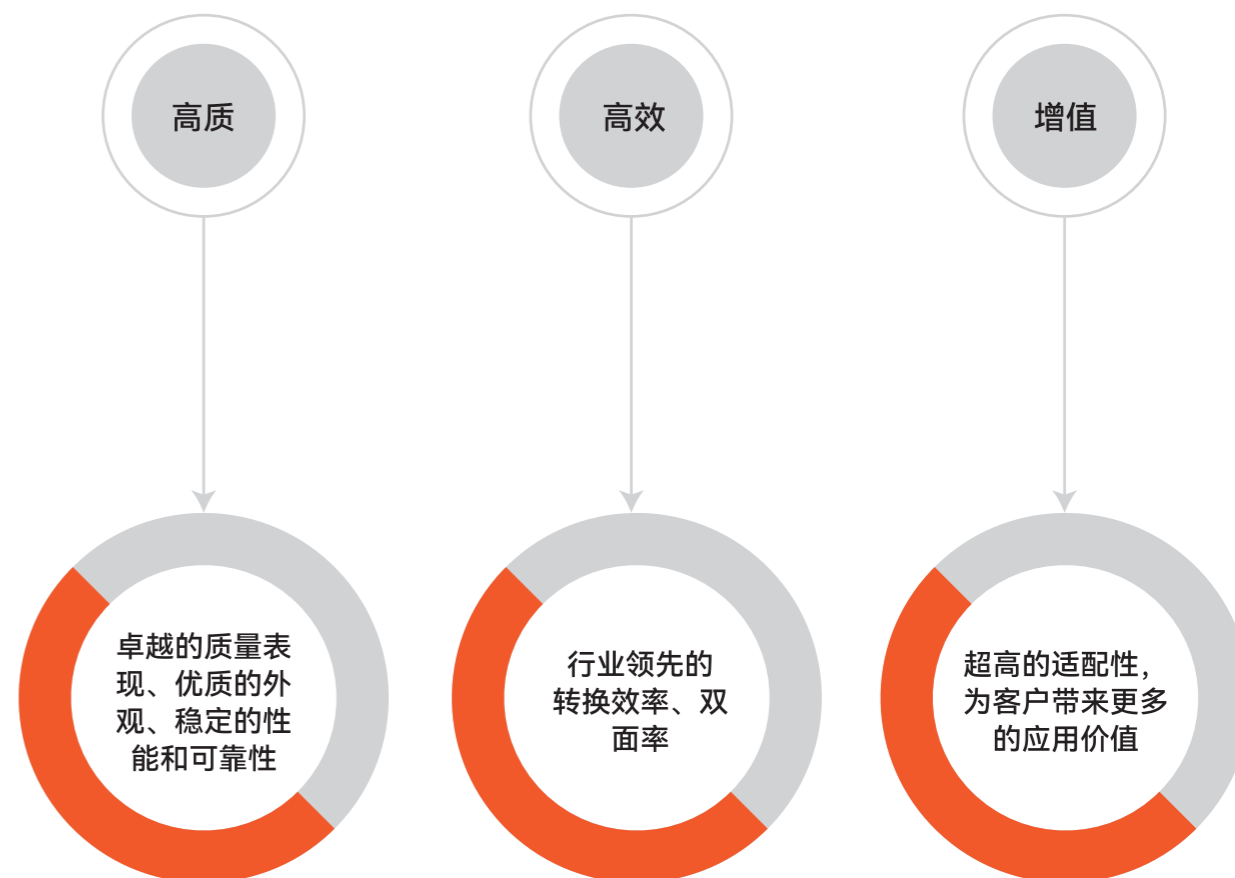 高质
高效
增值
卓越的质量表
现、优质的外
观、稳定的性
能和可靠性
行业领先的
转换效率、双
面率
超高的适配性，
为客户带来更多
的应用价值